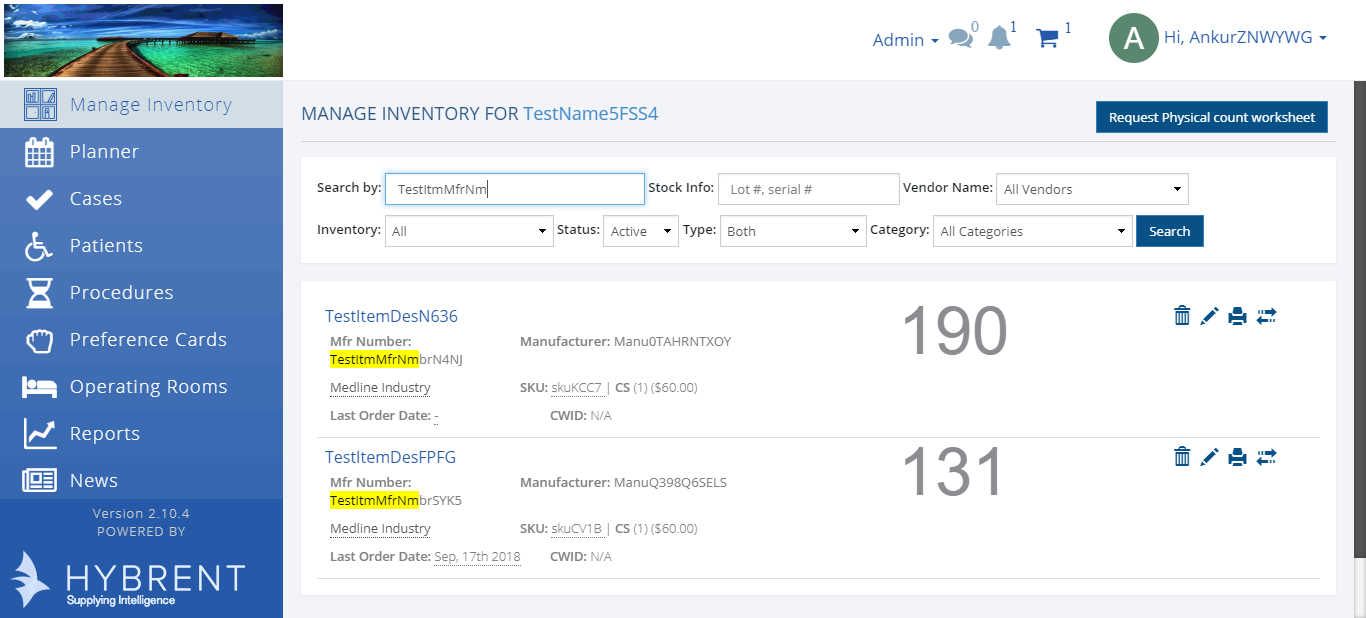 Admin 0 1 1 A Hi, AnkurZNWYWG
Manage Inventory
Planner
Cases
Patients
Procedures
Preference Cards
Operating Rooms
Reports
News
Version 2.10.4
POWERED BY
HYBRENT
Supplying Intelligence
MANAGE INVENTORY FOR TestName5FSS4
Request Physical count worksheet
Search by: TestItmMfrNm Stock Info: Lot #, serial # Vendor Name: All Vendors
Inventory: All Status: Active Type: Both Category: All Categories Search
TestItemDesN636
190
Mfr Number: Manufacturer: Manu0TAHRNTXOY
TestItmMfrNmbrN4NJ
Medline Industry SKU: skuKCC7 | CS (1) ($60.00)
Last Order Date: - CWID: N/A
TestItemDesFPFG
131
Mfr Number: Manufacturer: ManuQ398Q6SELS
TestItmMfrNmbrSYK5
Medline Industry SKU: skuCV1B | CS (1) ($60.00)
Last Order Date: Sep, 17th 2018 CWID: N/A